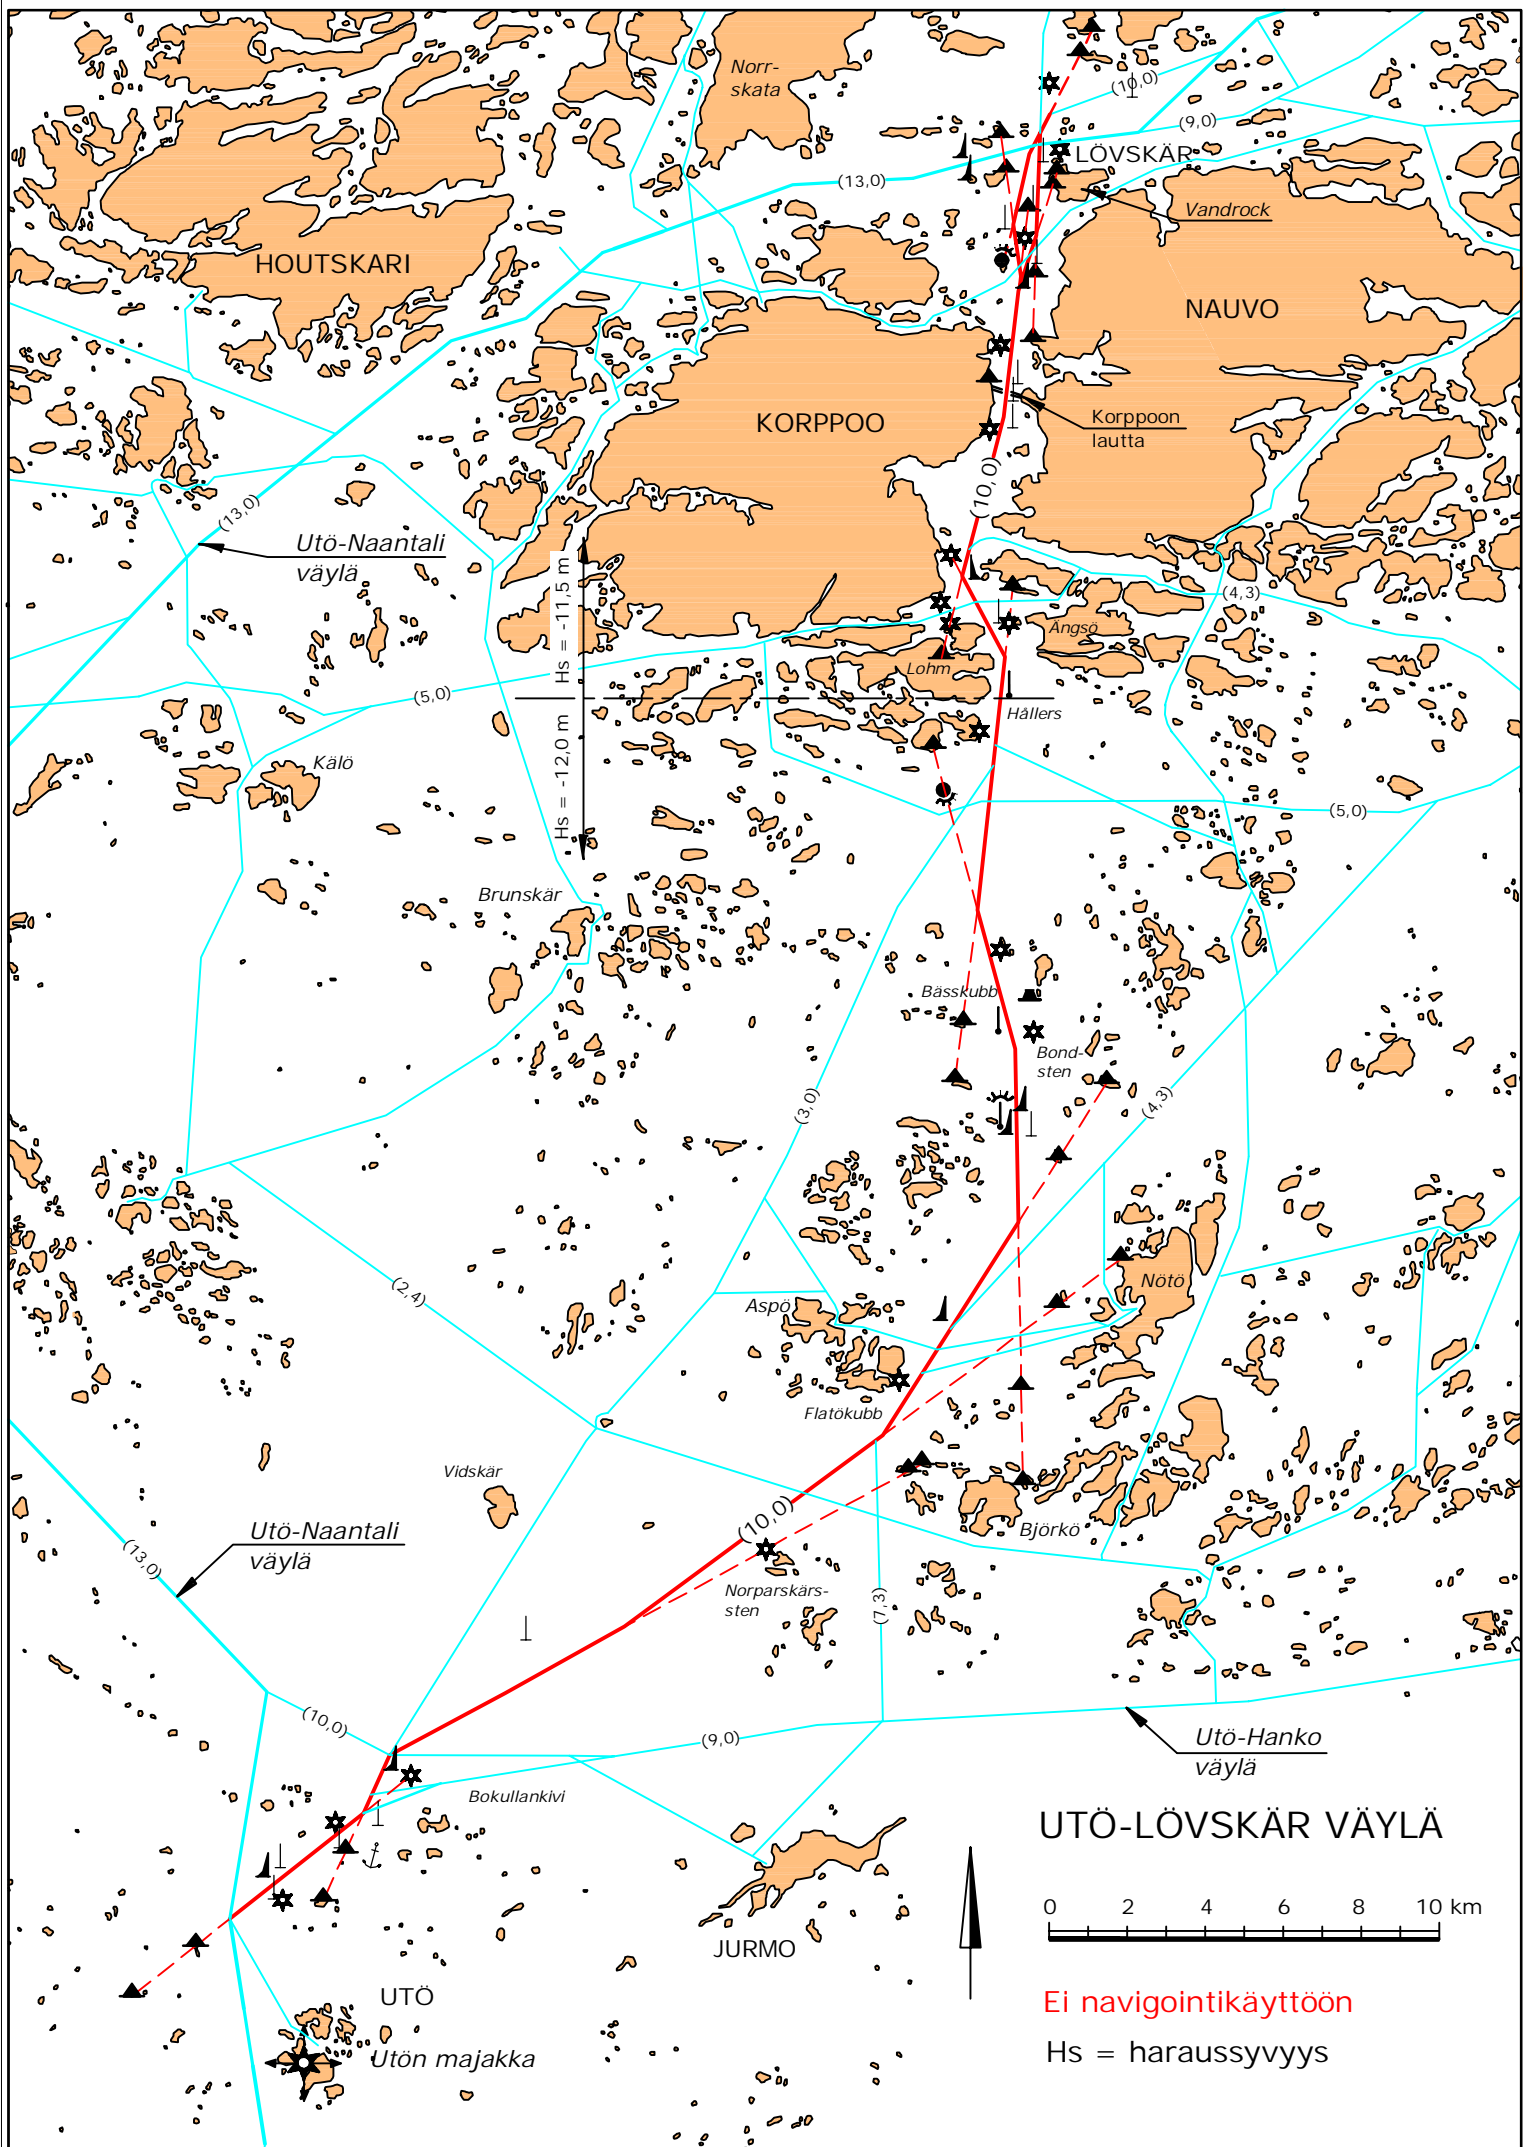 Norr-
skata
(10,0)
(9,0)
LÖVSKÄR
(13,0)
Vandrock
HOUTSKARI
NAUVO
KORPPOO
Korppoon
lautta
(10,0)
(13,0)
Utö-Naantali
väylä
Hs = -11,5 m
(4,3)
Ängsö
Lohm
(5,0)
Hållers
Kälö
Hs = -12,0 m
(5,0)
Brunskär
Bässkubb
Bond-
sten
(3,0)
(4,3)
Nötö
(2,4)
Aspö
Flatökubb
Vidskär
(10,0)
Björkö
Utö-Naantali
väylä
(13,0)
Norparskärs-
sten
(7,3)
(10,0)
(9,0)
Utö-Hanko
väylä
Bokullankivi
UTÖ-LÖVSKÄR VÄYLÄ
0 2 4 6 8 10 km
JURMO
UTÖ
Ei navigointikäyttöön
Utön majakka
Hs = haraussyvyys